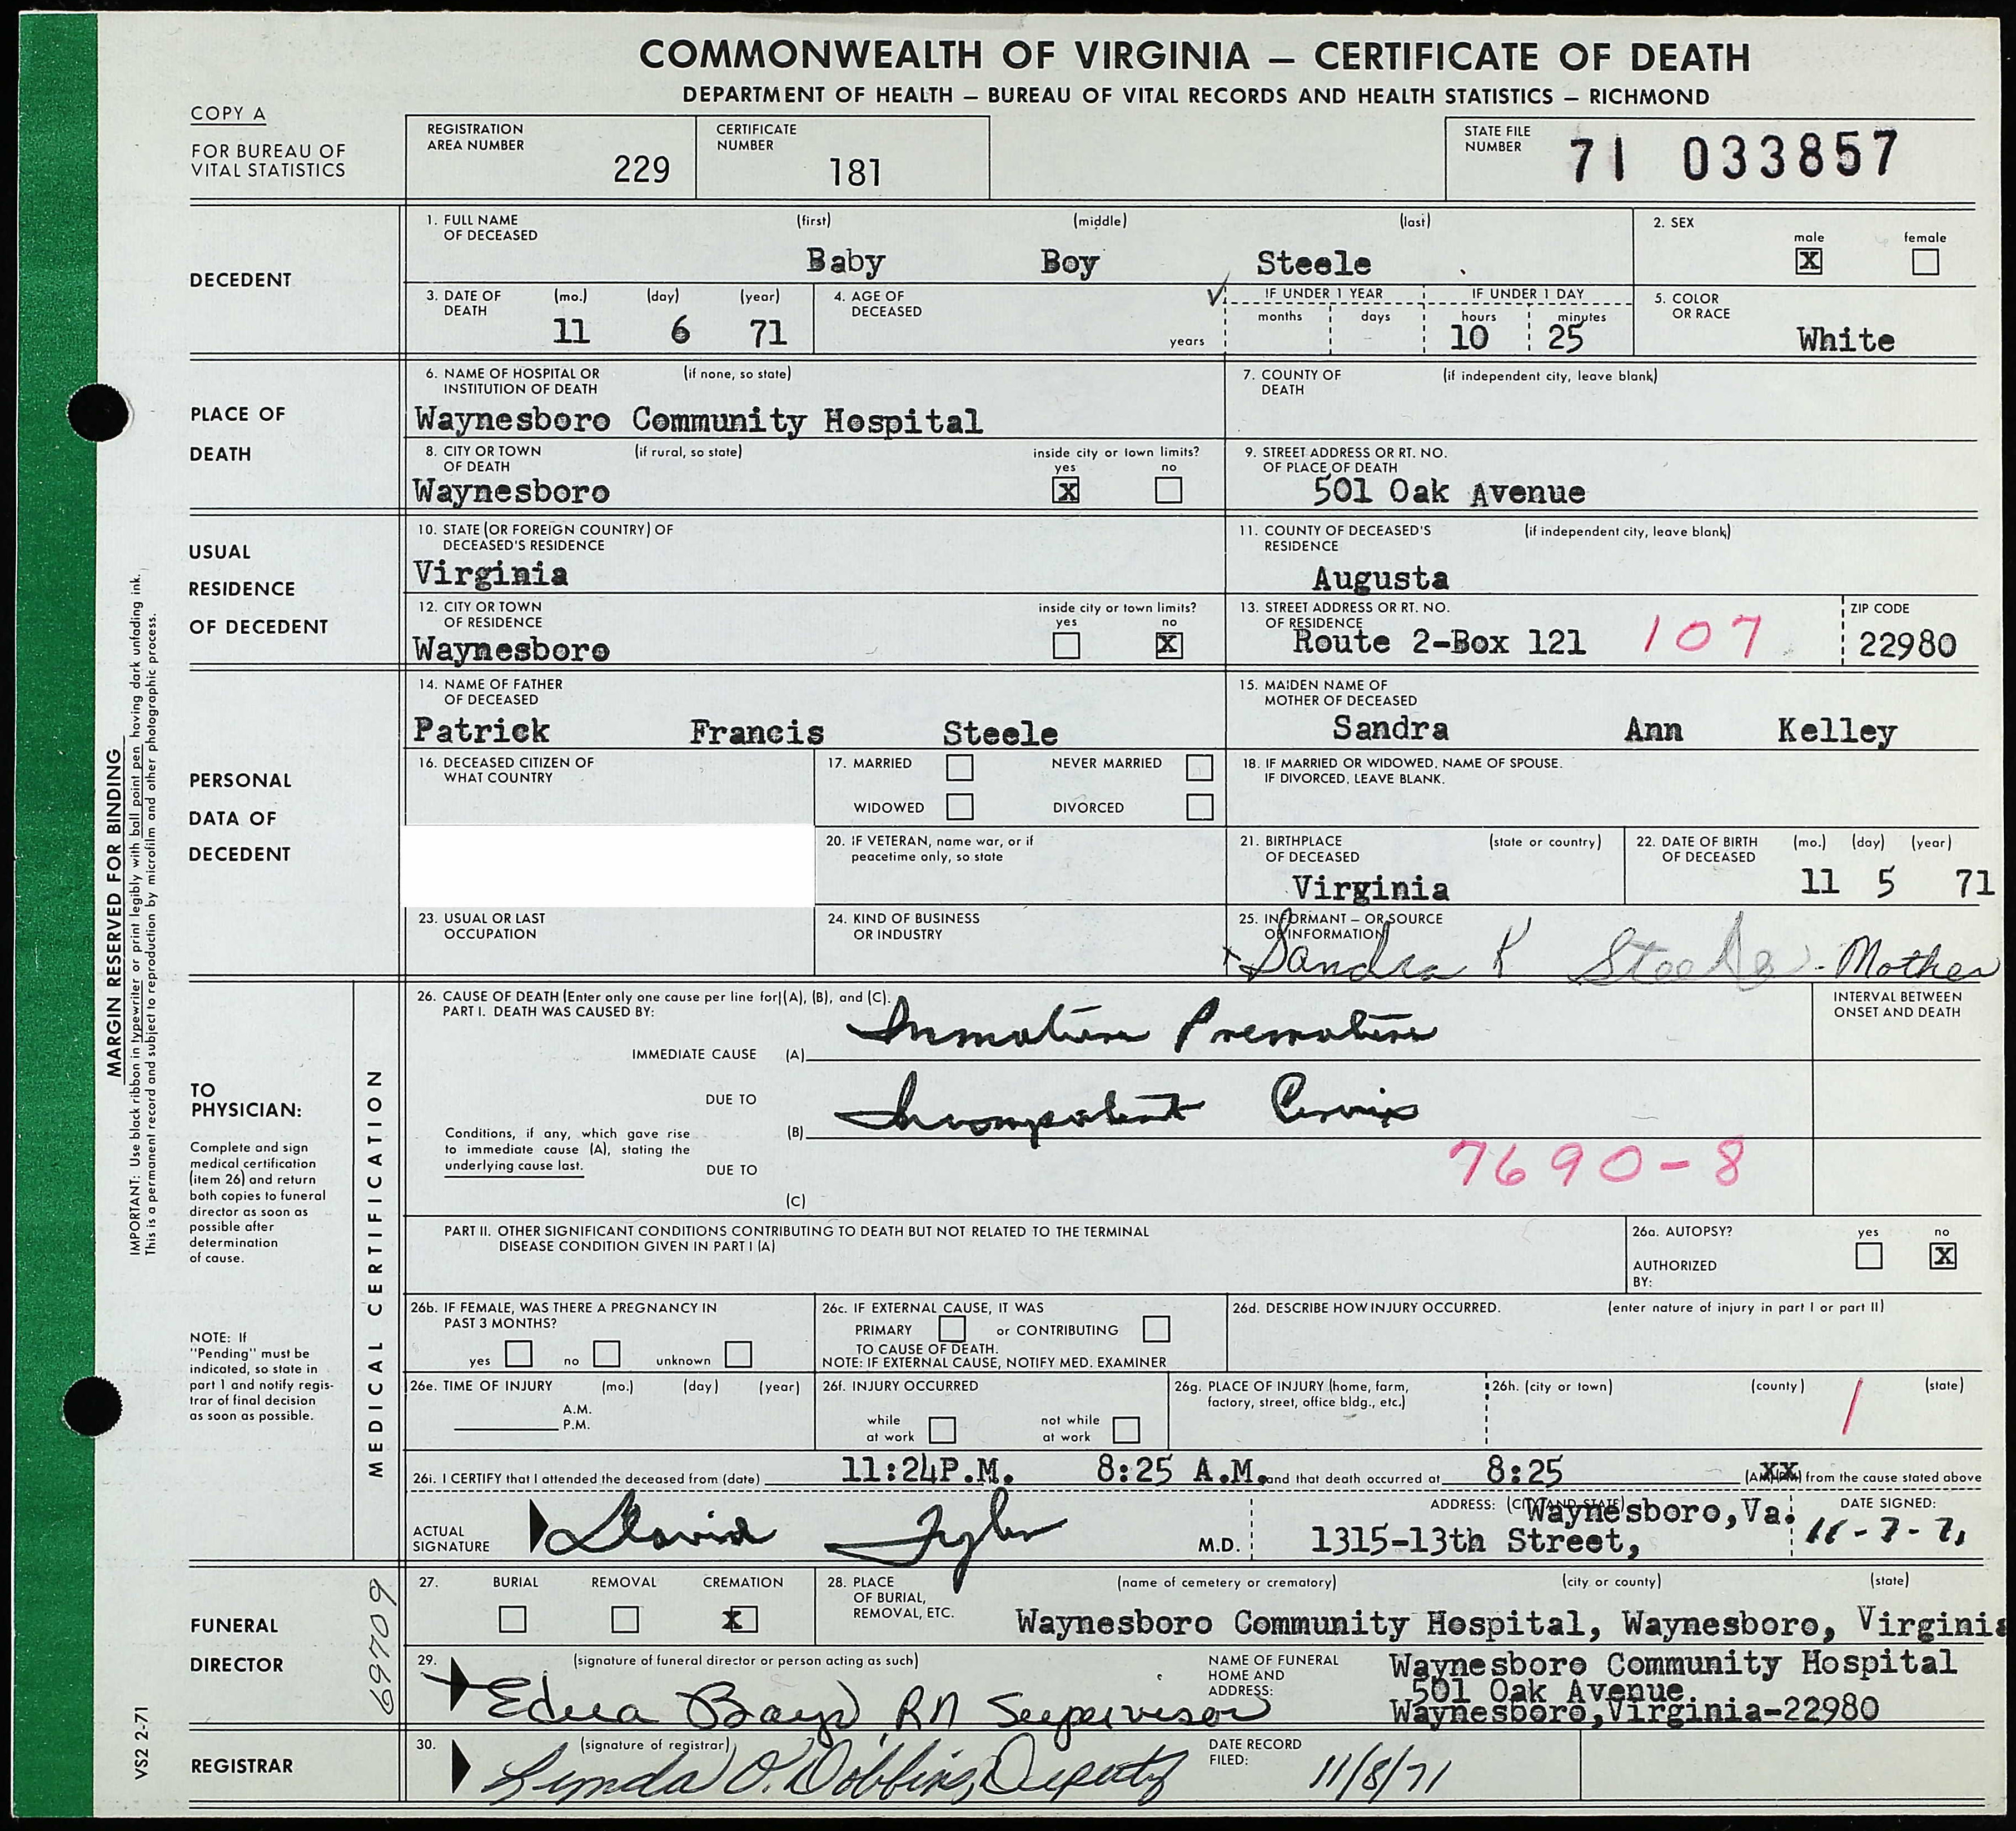 COMMONWEALTH OF VIRGINIA — CERTIFICATE OF DEATH
DEPARTMENT OF HEALTH — BUREAU OF VITAL RECORDS AND HEALTH STATISTICS — RICHMOND
COPY A
FOR BUREAU OF
VITAL STATISTICS
REGISTRATION
AREA NUMBER
229
CERTIFICATE
NUMBER
181
STATE FILE
NUMBER
71 033857
DECEDENT
1. FULL NAME
OF DECEASED
(first) (middle) (last)
Baby Boy Steele
2. SEX
male female
X
3. DATE OF
DEATH
(mo.) (day) (year)
11 6 71
4. AGE OF
DECEASED
years
IF UNDER 1 YEAR
months days
IF UNDER 1 DAY
hours minutes
10 25
5. COLOR
OR RACE
White
PLACE OF
DEATH
6. NAME OF HOSPITAL OR (if none, so state)
INSTITUTION OF DEATH
Waynesboro Community Hospital
7. COUNTY OF (if independent city, leave blank)
DEATH
8. CITY OR TOWN (if rural, so state)
OF DEATH
Waynesboro
inside city or town limits?
yes no
X
9. STREET ADDRESS OR RT. NO.
OF PLACE OF DEATH
501 Oak Avenue
USUAL
RESIDENCE
OF DECEDENT
10. STATE (OR FOREIGN COUNTRY) OF
DECEASED'S RESIDENCE
Virginia
11. COUNTY OF DECEASED'S (if independent city, leave blank)
RESIDENCE
Augusta
12. CITY OR TOWN
OF RESIDENCE
Waynesboro
inside city or town limits?
yes no
X
13. STREET ADDRESS OR RT. NO.
OF RESIDENCE
Route 2-Box 121
107
ZIP CODE
22980
PERSONAL
DATA OF
DECEDENT
14. NAME OF FATHER
OF DECEASED
Patrick Francis Steele
15. MAIDEN NAME OF
MOTHER OF DECEASED
Sandra Ann Kelley
16. DECEASED CITIZEN OF
WHAT COUNTRY
17. MARRIED NEVER MARRIED
WIDOWED DIVORCED
18. IF MARRIED OR WIDOWED, NAME OF SPOUSE.
IF DIVORCED, LEAVE BLANK.
20. IF VETERAN, name war, or if
peacetime only, so state
21. BIRTHPLACE (state or country)
OF DECEASED
Virginia
22. DATE OF BIRTH (mo.) (day) (year)
OF DECEASED
11 5 71
23. USUAL OR LAST
OCCUPATION
24. KIND OF BUSINESS
OR INDUSTRY
25. INFORMANT — OR SOURCE
OF INFORMATION
x Sandra K Steele - Mother
TO
PHYSICIAN:
Complete and sign
medical certification
(item 26) and return
both copies to funeral
director as soon as
possible after
determination
of cause.
NOTE: If
"Pending" must be
indicated, so state in
part 1 and notify regis-
trar of final decision
as soon as possible.
MEDICAL CERTIFICATION
26. CAUSE OF DEATH (Enter only one cause per line for (A), (B), and (C).
PART I. DEATH WAS CAUSED BY:
INTERVAL BETWEEN
ONSET AND DEATH
IMMEDIATE CAUSE (A)
Immature Premature
DUE TO
(B)
Incompetent Cervix
Conditions, if any, which gave rise
to immediate cause (A), stating the
underlying cause last.
DUE TO
(C)
7690-8
PART II. OTHER SIGNIFICANT CONDITIONS CONTRIBUTING TO DEATH BUT NOT RELATED TO THE TERMINAL
DISEASE CONDITION GIVEN IN PART I (A)
26a. AUTOPSY? yes no
X
AUTHORIZED
BY:
26b. IF FEMALE, WAS THERE A PREGNANCY IN
PAST 3 MONTHS?
yes no unknown
26c. IF EXTERNAL CAUSE, IT WAS
PRIMARY or CONTRIBUTING
TO CAUSE OF DEATH.
NOTE: IF EXTERNAL CAUSE, NOTIFY MED. EXAMINER
26d. DESCRIBE HOW INJURY OCCURRED. (enter nature of injury in part I or part II)
26e. TIME OF INJURY (mo.) (day) (year)
A.M.
P.M.
26f. INJURY OCCURRED
while
at work
not while
at work
26g. PLACE OF INJURY (home, farm,
factory, street, office bldg., etc.)
26h. (city or town) (county) (state)
1
26i. I CERTIFY that I attended the deceased from (date) 11:24P.M. 8:25 A.M. and that death occurred at 8:25 (AM)(PM) from the cause stated above
XX
ACTUAL
SIGNATURE
David Tyler
M.D.
ADDRESS: (CITY AND STATE)
Waynesboro,Va.
1315-13th Street,
DATE SIGNED:
11-7-71
FUNERAL
DIRECTOR
69709
27. BURIAL REMOVAL CREMATION
X
28. PLACE
OF BURIAL,
REMOVAL, ETC.
(name of cemetery or crematory) (city or county) (state)
Waynesboro Community Hospital, Waynesboro, Virginia
29. (signature of funeral director or person acting as such)
Edna Bayd RN Supervisor
NAME OF FUNERAL
HOME AND
ADDRESS:
Waynesboro Community Hospital
501 Oak Avenue
Waynesboro,Virginia-22980
REGISTRAR
30. (signature of registrar)
Lynda O. Dobbins, Deputy
DATE RECORD
FILED:
11/8/71
MARGIN RESERVED FOR BINDING
IMPORTANT: Use black ribbon in typewriter or print legibly with ball point pen having dark unfading ink.
This is a permanent record and subject to reproduction by microfilm and other photographic process.
VS2 2-71